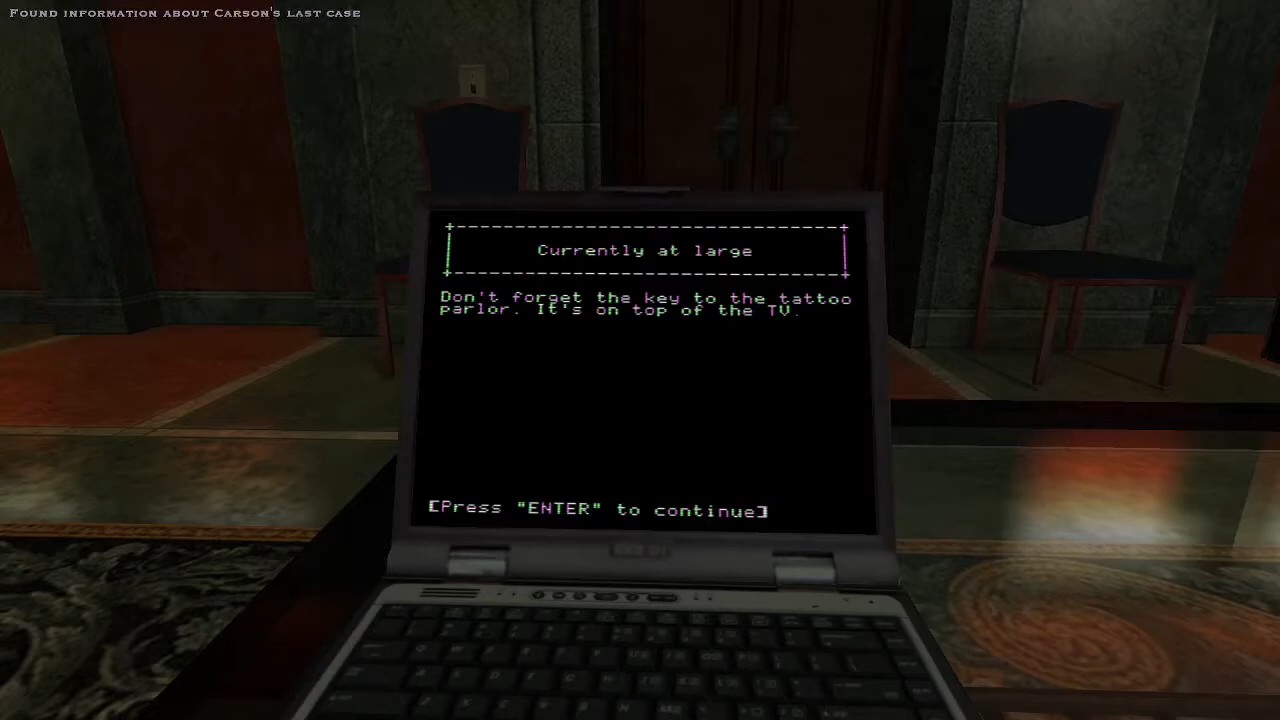 Found information about Carson's last case
Currently at large
Don't forget the key to the tattoo
parlor. It's on top of the TV.
[Press "ENTER" to continue]